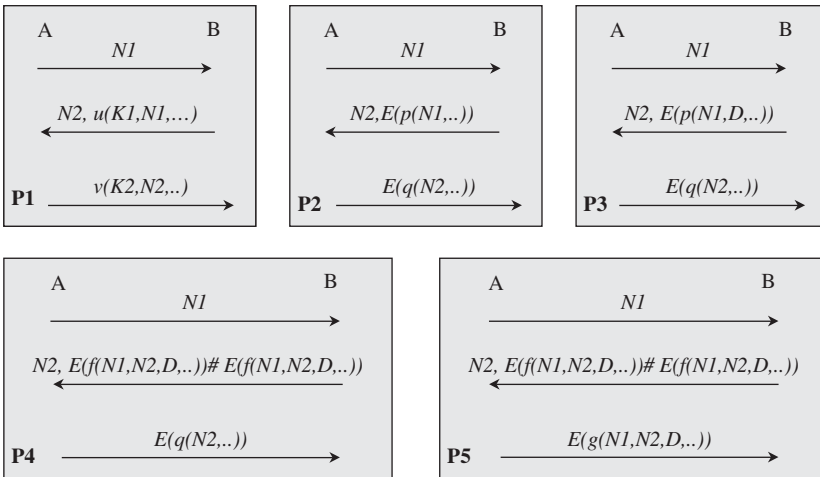 A B
N1
N2, u(K1,N1,…)
P1 v(K2,N2,..)
A B
N1
N2,E(p(N1,..))
P2 E(q(N2,..))
A B
N1
N2, E(p(N1,D,..))
P3 E(q(N2,..))
A B
N1
N2, E(f(N1,N2,D,..))# E(f(N1,N2,D,..))
P4 E(q(N2,..))
A B
N1
N2, E(f(N1,N2,D,..))# E(f(N1,N2,D,..))
P5 E(g(N1,N2,D,..))